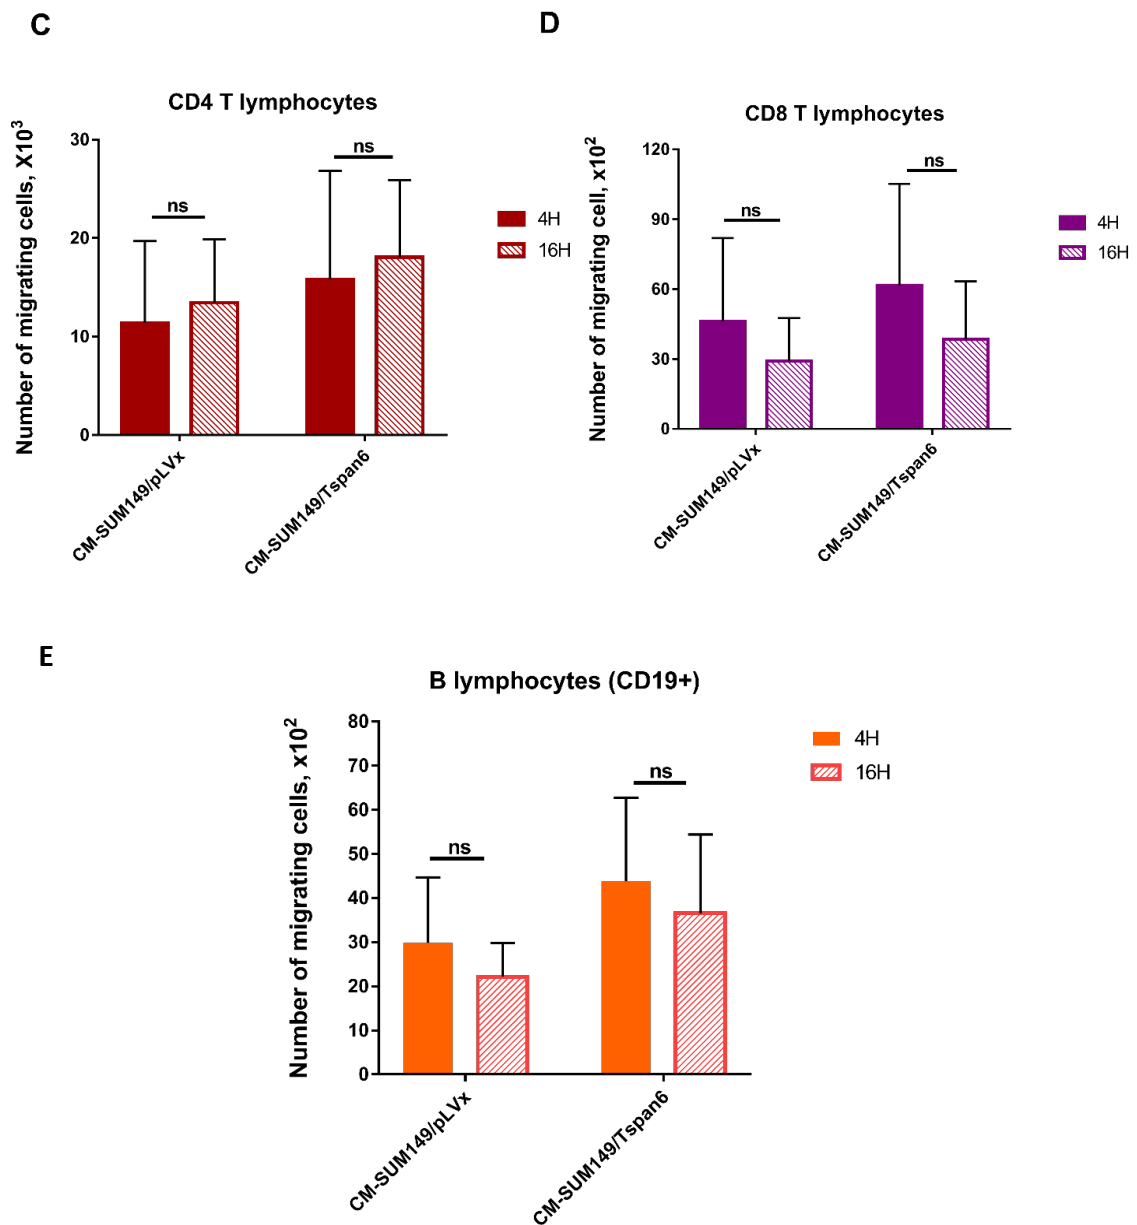 C
CD4 T lymphocytes
Number of migrating cells, X10³
30
20
10
0
ns
ns
4H
16H
CM-SUM149/pLVx
CM-SUM149/Tspan6
D
CD8 T lymphocytes
Number of migrating cell, x10²
120
90
60
30
0
ns
ns
4H
16H
CM-SUM149/pLVx
CM-SUM149/Tspan6
E
B lymphocytes (CD19+)
Number of migrating cells, x10²
80
70
60
50
40
30
20
10
0
ns
ns
4H
16H
CM-SUM149/pLVx
CM-SUM149/Tspan6